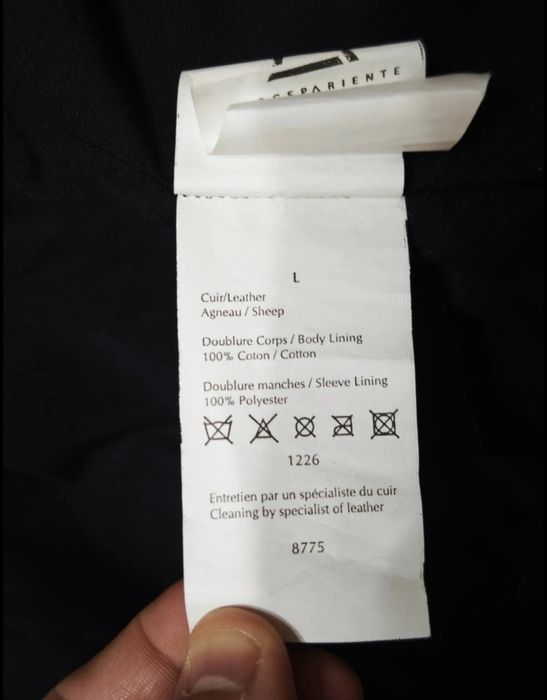 L
Cuir/Leather
Agneau / Sheep
Doublure Corps / Body Lining
100% Coton / Cotton
Doublure manches / Sleeve Lining
100% Polyester
1226
Entretien par un spécialiste du cuir
Cleaning by specialist of leather
8775